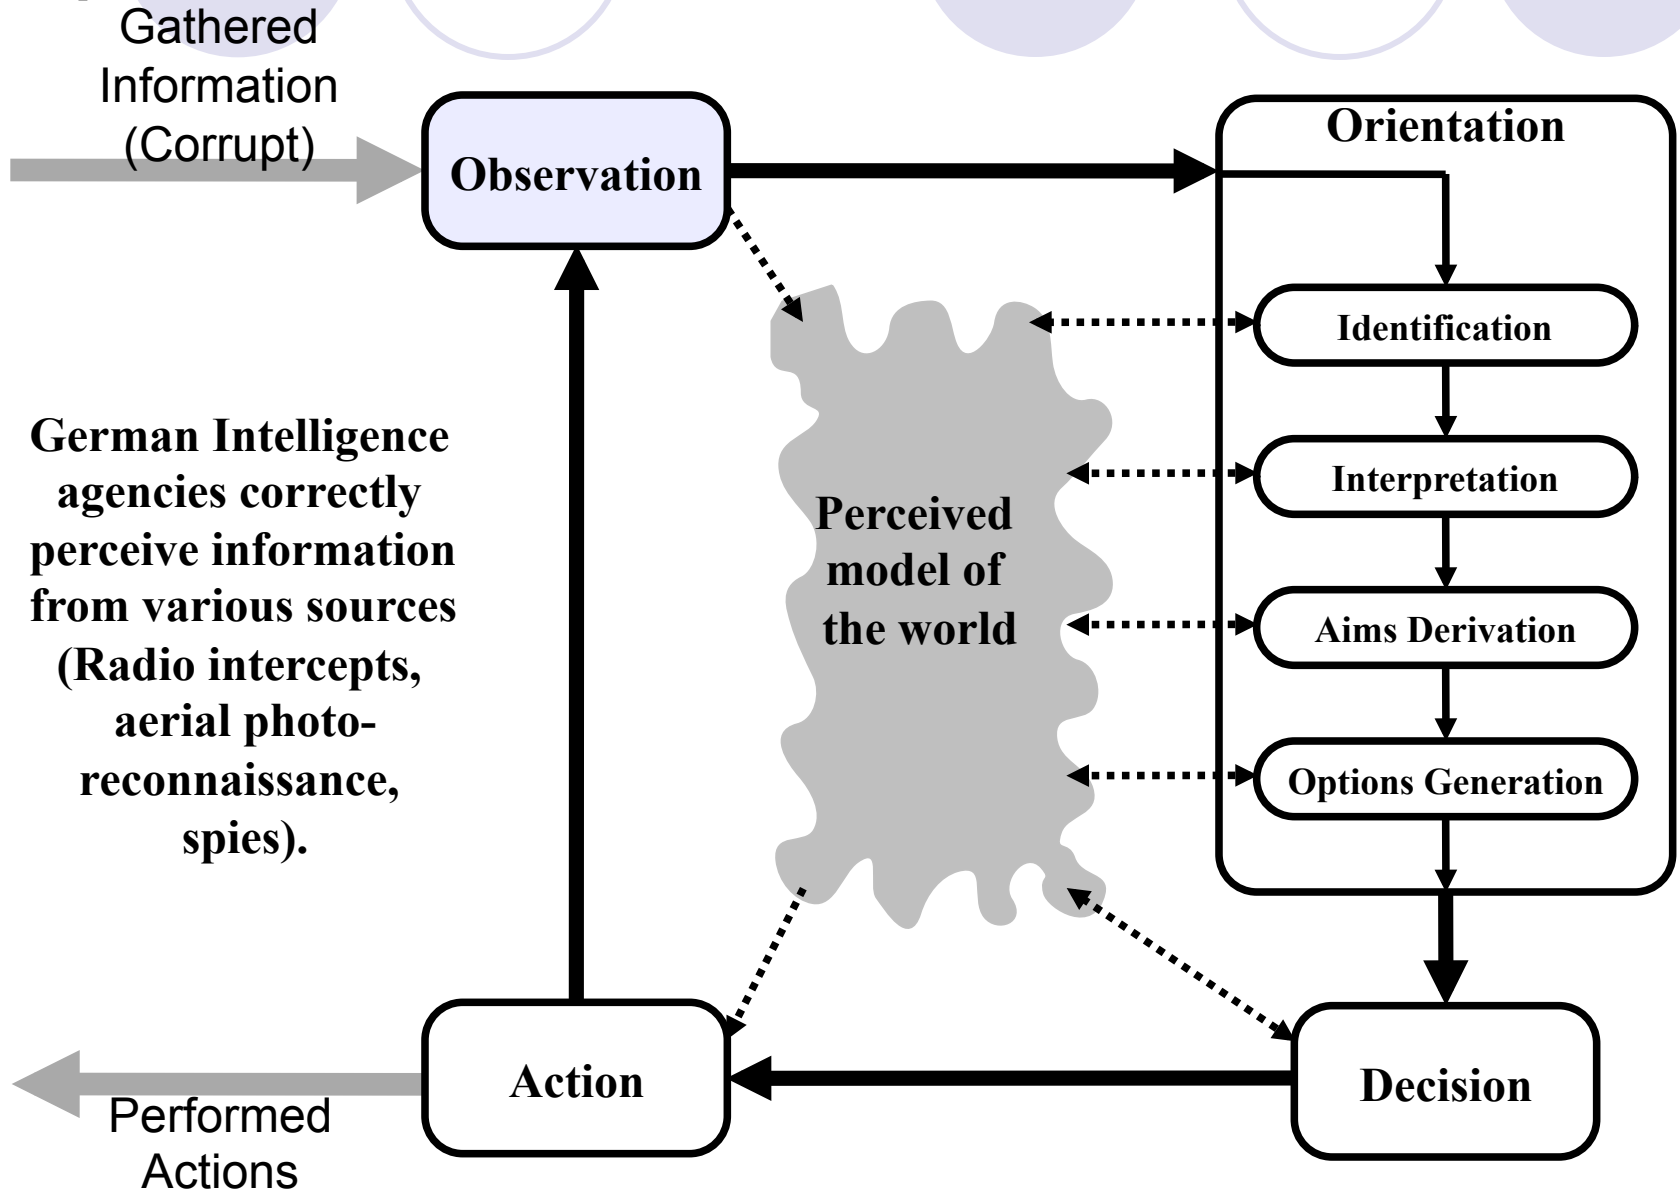 Gathered
Information
(Corrupt)
Observation
Orientation
Identification
Interpretation
Aims Derivation
Options Generation
German Intelligence
agencies correctly
perceive information
from various sources
(Radio intercepts,
aerial photo-
reconnaissance,
spies).
Perceived
model of
the world
Action
Decision
Performed
Actions